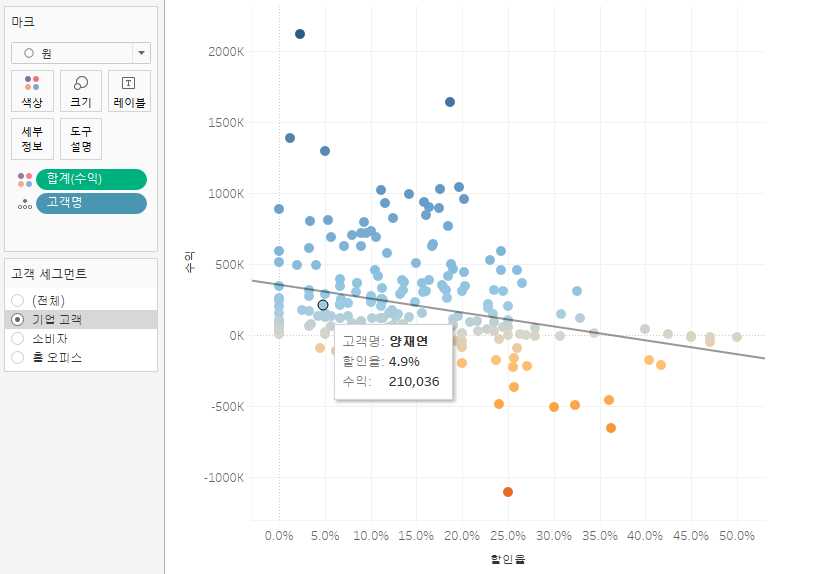 마크
원
색상
크기
레이블
세부
정보
도구
설명
합계(수익)
고객명
고객 세그먼트
(전체)
기업 고객
소비자
홈 오피스
수익
2000K
1500K
1000K
500K
0K
-500K
-1000K
고객명: 양재연
할인율: 4.9%
수익: 210,036
0.0% 5.0% 10.0% 15.0% 20.0% 25.0% 30.0% 35.0% 40.0% 45.0% 50.0%
할인율